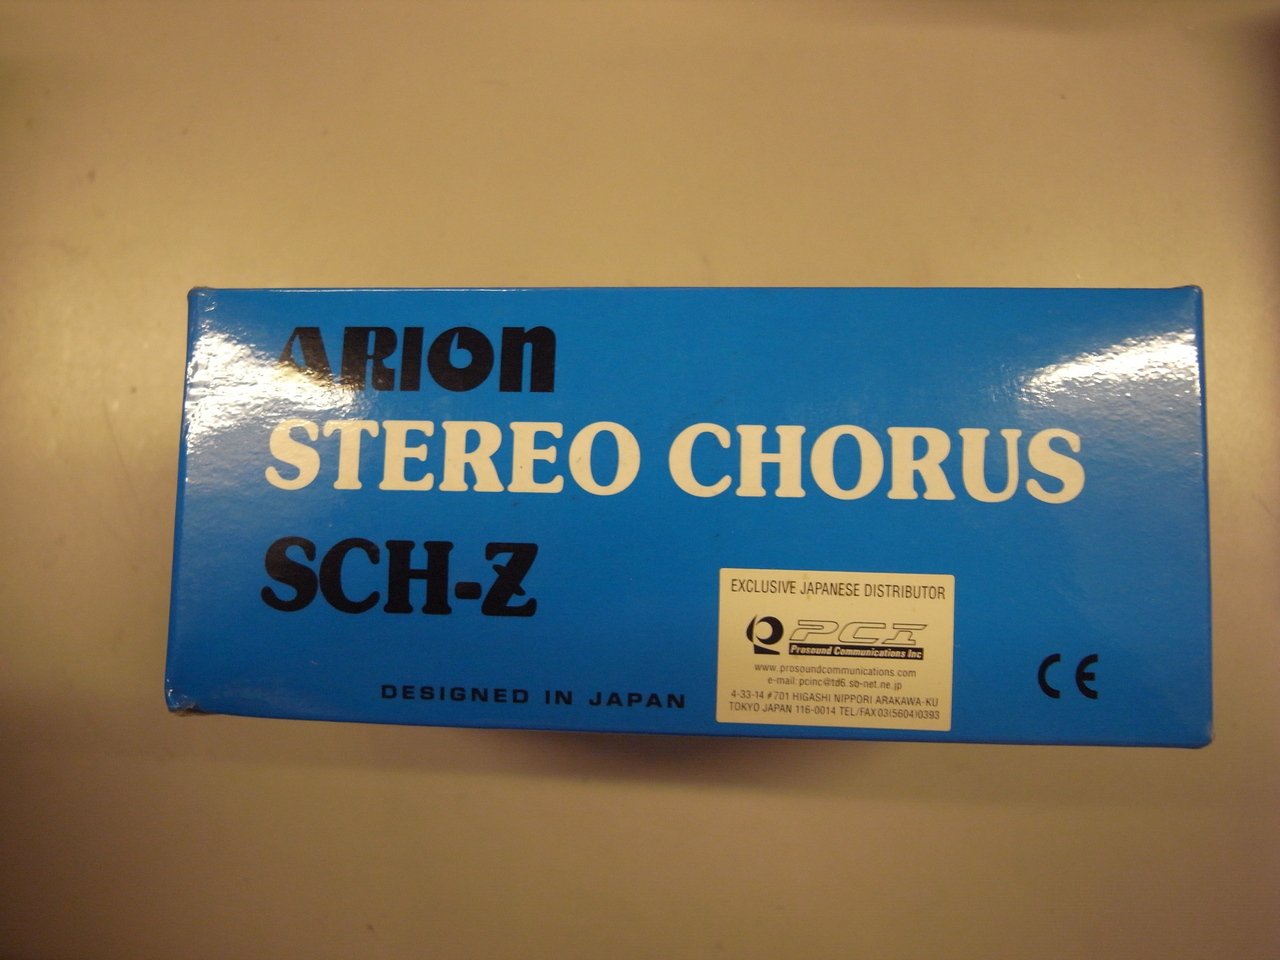 ARION
STEREO CHORUS
SCH-Z
DESIGNED IN JAPAN
EXCLUSIVE JAPANESE DISTRIBUTOR
PCI
Prosound Communications Inc
www.prosoundcommunications.com
e-mail:pcinc@td6.sb-net.ne.jp
4-33-14 #701 HIGASHI NIPPORI ARAKAWA-KU
TOKYO JAPAN 116-0014 TEL/FAX03(5604)0393
CE